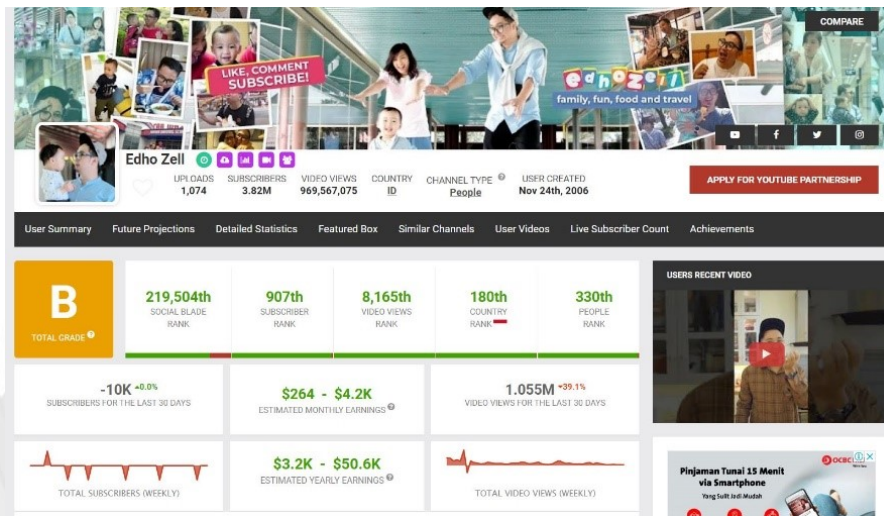 COMPARE
LIKE, COMMENT
SUBSCRIBE!
edhozell
family, fun, food and travel
Edho Zell
UPLOADS
1,074
SUBSCRIBERS
3.82M
VIDEO VIEWS
969,567,075
COUNTRY
ID
CHANNEL TYPE
People
USER CREATED
Nov 24th, 2006
APPLY FOR YOUTUBE PARTNERSHIP
User Summary Future Projections Detailed Statistics Featured Box Similar Channels User Videos Live Subscriber Count Achievements
B
TOTAL GRADE
219,504th
SOCIAL BLADE
RANK
907th
SUBSCRIBER
RANK
8,165th
VIDEO VIEWS
RANK
180th
COUNTRY
RANK
330th
PEOPLE
RANK
USERS RECENT VIDEO
-10K 0.0%
SUBSCRIBERS FOR THE LAST 30 DAYS
$264 - $4.2K
ESTIMATED MONTHLY EARNINGS
1.055M -39.1%
VIDEO VIEWS FOR THE LAST 30 DAYS
TOTAL SUBSCRIBERS (WEEKLY)
$3.2K - $50.6K
ESTIMATED YEARLY EARNINGS
TOTAL VIDEO VIEWS (WEEKLY)
OCBC
Pinjaman Tunai 15 Menit
via Smartphone
Yang Sulit Jadi Mudah